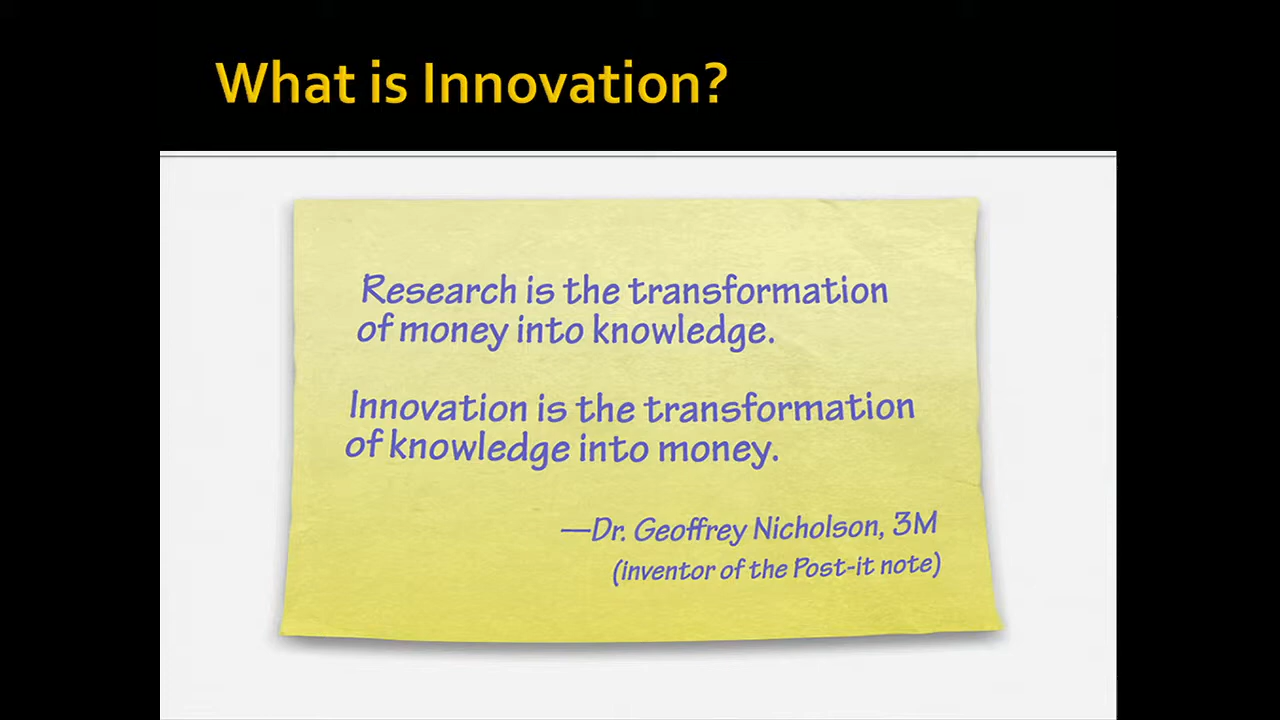 What is Innovation?
Research is the transformation
of money into knowledge.
Innovation is the transformation
of knowledge into money.
—Dr. Geoffrey Nicholson, 3M
(inventor of the Post-it note)